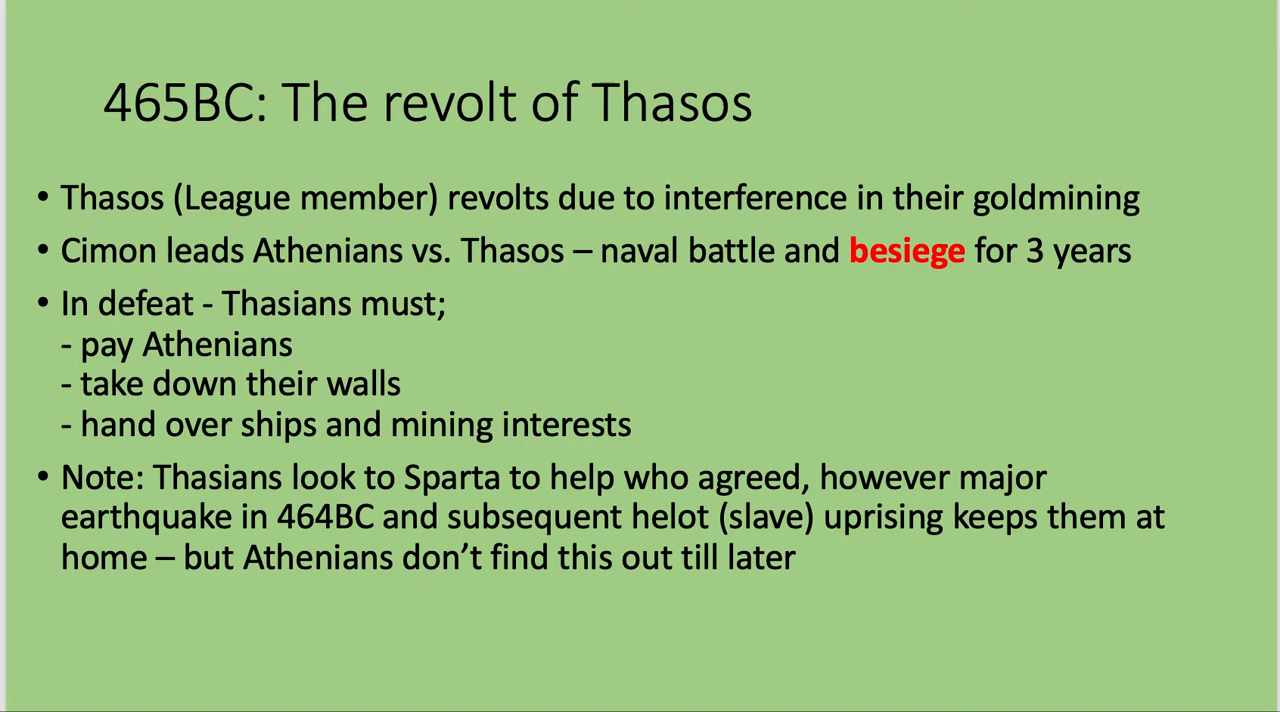 465BC: The revolt of Thasos
• Thasos (League member) revolts due to interference in their goldmining
• Cimon leads Athenians vs. Thasos – naval battle and besiege for 3 years
• In defeat - Thasians must;
- pay Athenians
- take down their walls
- hand over ships and mining interests
• Note: Thasians look to Sparta to help who agreed, however major
earthquake in 464BC and subsequent helot (slave) uprising keeps them at
home – but Athenians don’t find this out till later